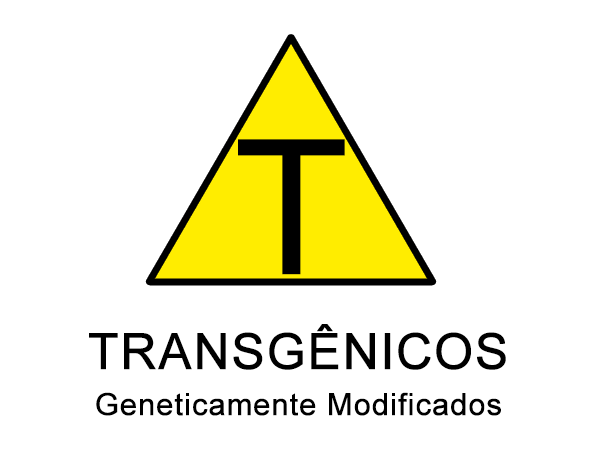 T
TRANSGÊNICOS
Geneticamente Modificados